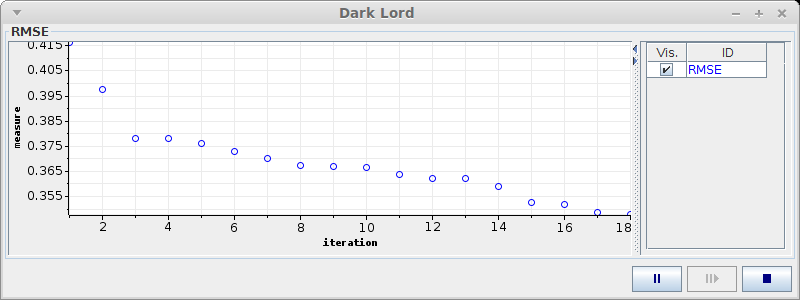 Dark Lord
RMSE
Vis. ID
RMSE
0.415
0.405
0.395
0.385
0.375
0.365
0.355
measure
2 4 6 8 10 12 14 16 18
iteration